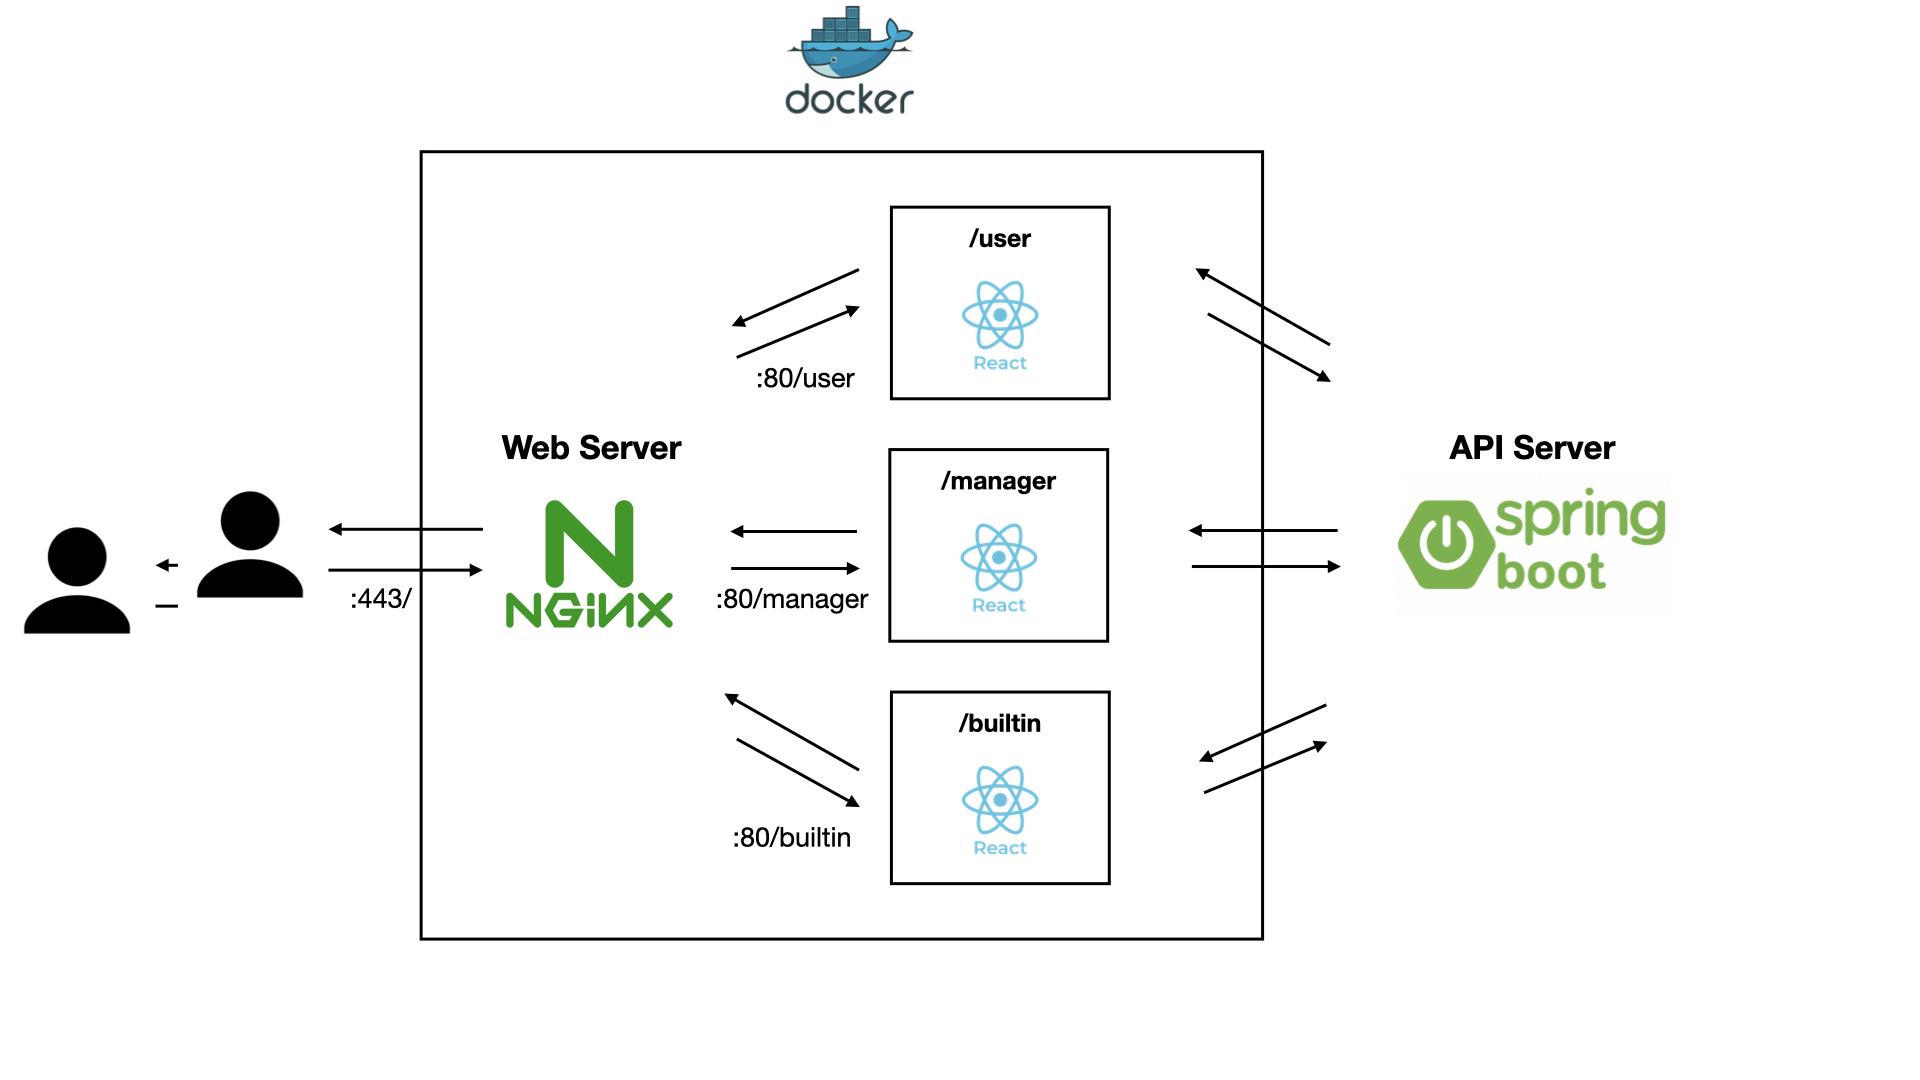 docker
/user
React
:80/user
Web Server
API Server
/manager
spring
boot
:443/
NGiNX
:80/manager
React
/builtin
:80/builtin
React